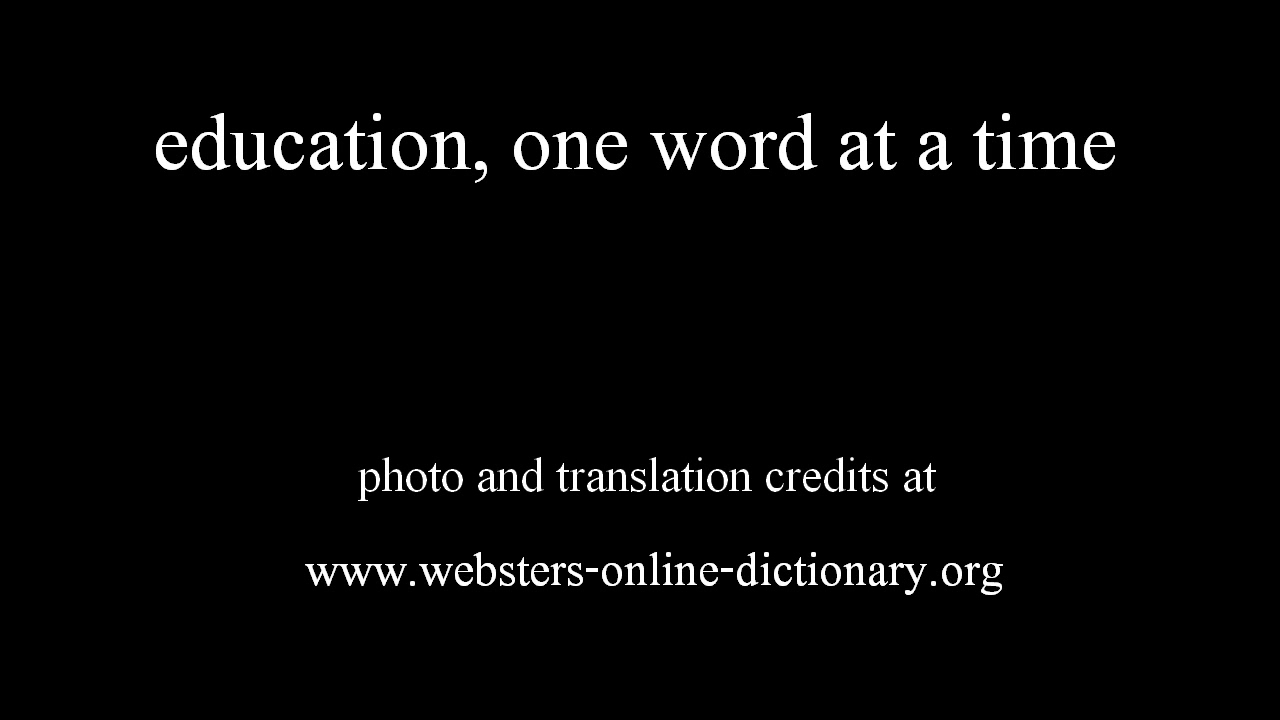 education, one word at a time
photo and translation credits at
www.websters-online-dictionary.org